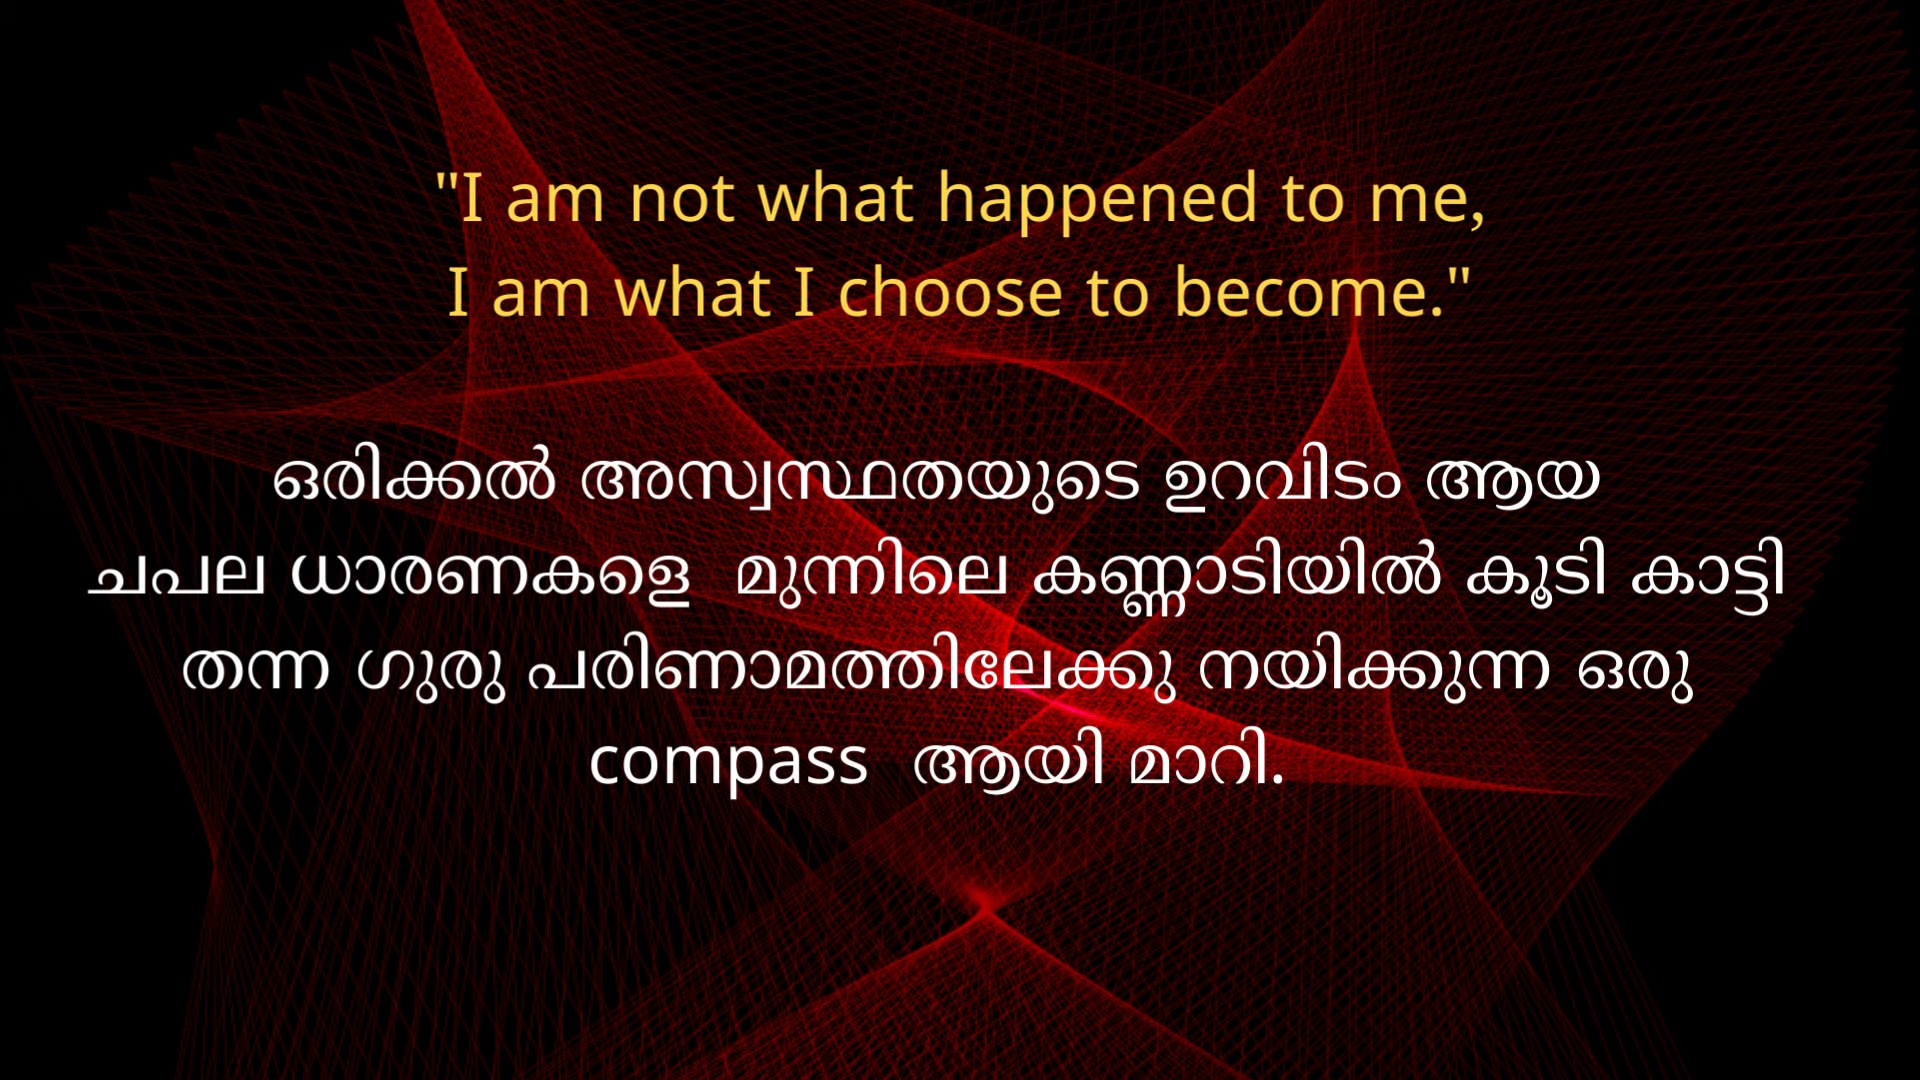 "I am not what happened to me,
I am what I choose to become."
ഒരിക്കൽ അസ്വസ്ഥതയുടെ ഉറവിടം ആയ
ചപല ധാരണകളെ മുന്നിലെ കണ്ണാടിയിൽ കൂടി കാട്ടി
തന്ന ഗുരു പരിണാമത്തിലേക്കു നയിക്കുന്ന ഒരു
compass ആയി മാറി.